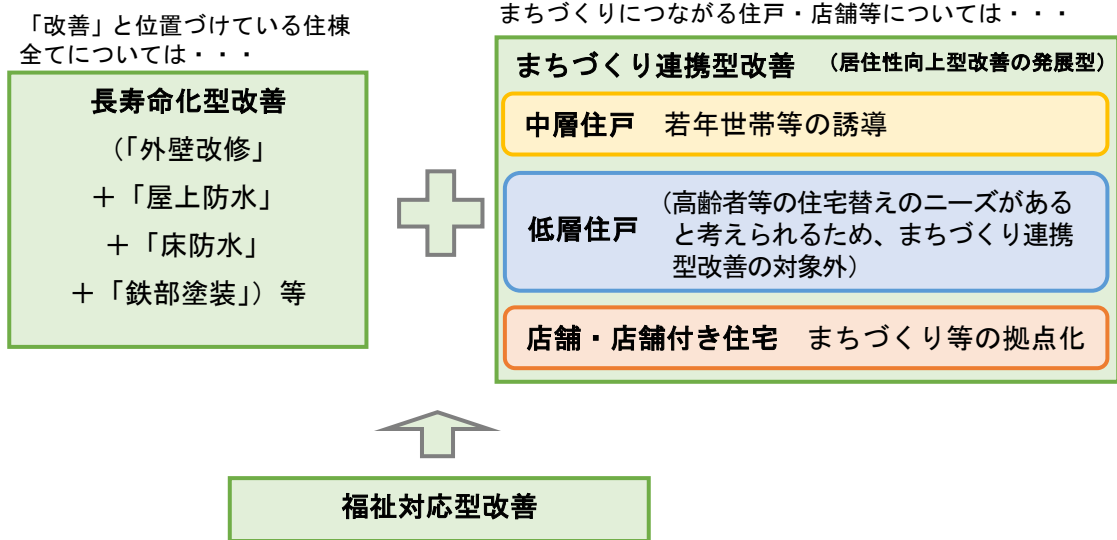 「改善」と位置づけている住棟
全てについては・・・
長寿命化型改善
(「外壁改修」
＋「屋上防水」
＋「床防水」
＋「鉄部塗装」）等
まちづくりにつながる住戸・店舗等については・・・
まちづくり連携型改善　（居住性向上型改善の発展型）
中層住戸　若年世帯等の誘導
低層住戸
（高齢者等の住宅替えのニーズがある
と考えられるため、まちづくり連携
型改善の対象外）
店舗・店舗付き住宅　まちづくり等の拠点化
福祉対応型改善